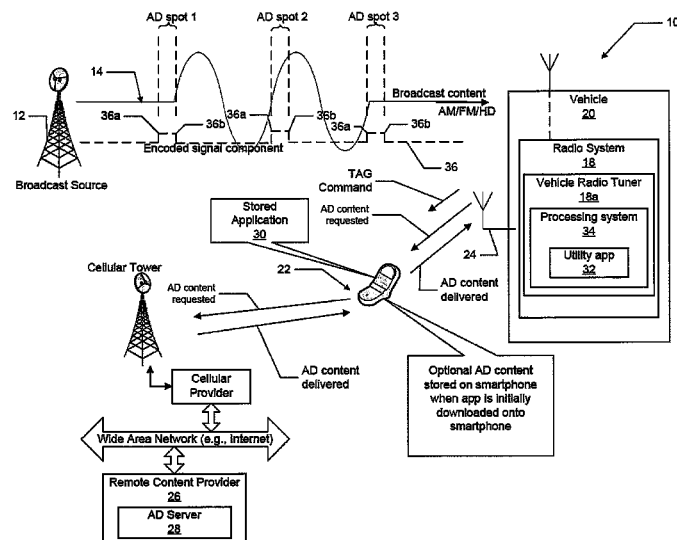 AD spot 1
AD spot 2
AD spot 3
10
14
Broadcast content
AM/FM/HD
12
36a
36b
36a
36b
36a
36b
Encoded signal component
36
Broadcast Source
Vehicle
20
Radio System
18
Vehicle Radio Tuner
18a
Processing system
34
Utility app
32
TAG
Command
AD content
requested
24
AD content
delivered
Stored
Application
30
Cellular Tower
22
AD content
requested
AD content
delivered
Optional AD content
stored on smartphone
when app is initially
downloaded onto
smartphone
Cellular
Provider
Wide Area Network (e.g., Internet)
Remote Content Provider
26
AD Server
28